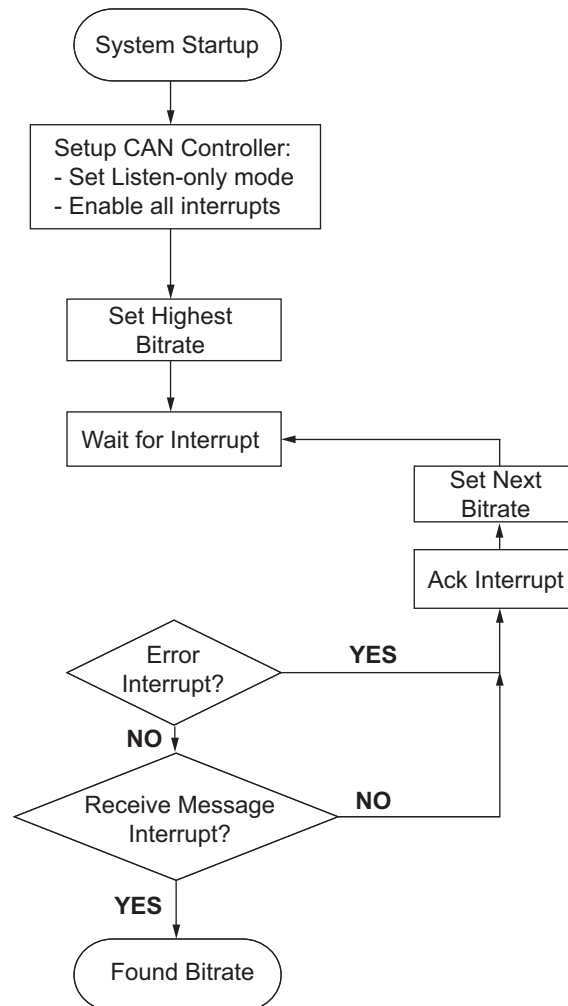 System Startup
Setup CAN Controller:
- Set Listen-only mode
- Enable all interrupts
Set Highest
Bitrate
Wait for Interrupt
Set Next
Bitrate
Ack Interrupt
Error
Interrupt?
YES
NO
Receive Message
Interrupt?
NO
YES
Found Bitrate